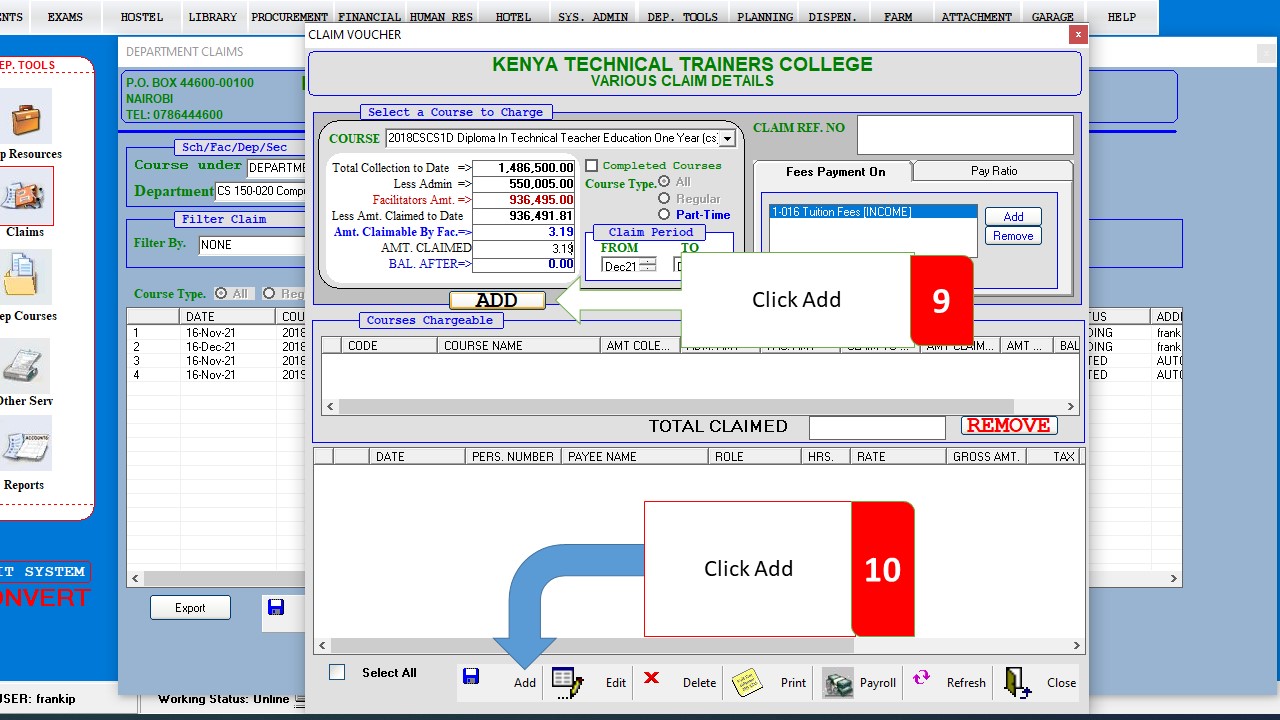 ENTS EXAMS HOSTEL LIBRARY PROCUREMENT FINANCIAL HUMAN RES HOTEL SYS. ADMIN DEP. TOOLS PLANNING DISPEN. FARM ATTACHMENT GARAGE HELP
CLAIM VOUCHER
x
DEPARTMENT CLAIMS
EP. TOOLS
P.O. BOX 44600-00100
NAIROBI
TEL: 0786444600
KENYA TECHNICAL TRAINERS COLLEGE
VARIOUS CLAIM DETAILS
Select a Course to Charge
COURSE 2018CSCS1D Diploma In Technical Teacher Education One Year (cs
CLAIM REF. NO
p Resources
Sch/Fac/Dep/Sec
Course under DEPARTME
Department CS 150-020 Compu
Total Collection to Date => 1,486,500.00
Less Admin => 550,005.00
Facilitators Amt. => 936,495.00
Less Amt. Claimed to Date 936,491.81
Amt. Claimable By Fac.=> 3.19
AMT. CLAIMED 3.19
BAL. AFTER=> 0.00
Completed Courses
Course Type. All
Regular
Part-Time
Claim Period
FROM TO
Dec21
Fees Payment On Pay Ratio
1-016 Tuition Fees [INCOME]
Add
Remove
Claims
Filter Claim
Filter By. NONE
Click Add 9
ADD
Course Type. All Reg
ep Courses
DATE COU
1 16-Nov-21 2018
2 16-Dec-21 2018
3 16-Nov-21 2018
4 16-Nov-21 2019
Courses Chargeable
CODE COURSE NAME AMT COLE... AMT CLAIM... AMT ... BAL
TUS ADDI
DING frank
DING frank
TED AUTO
TED AUTO
Other Serv
TOTAL CLAIMED REMOVE
DATE PERS. NUMBER PAYEE NAME ROLE HRS. RATE GROSS AMT. TAX
ACCOUNTS
Reports
Click Add 10
IT SYSTEM
ONVERT
Export
Select All Add Edit Delete Print Payroll Refresh Close
USER: frankip Working Status: Online